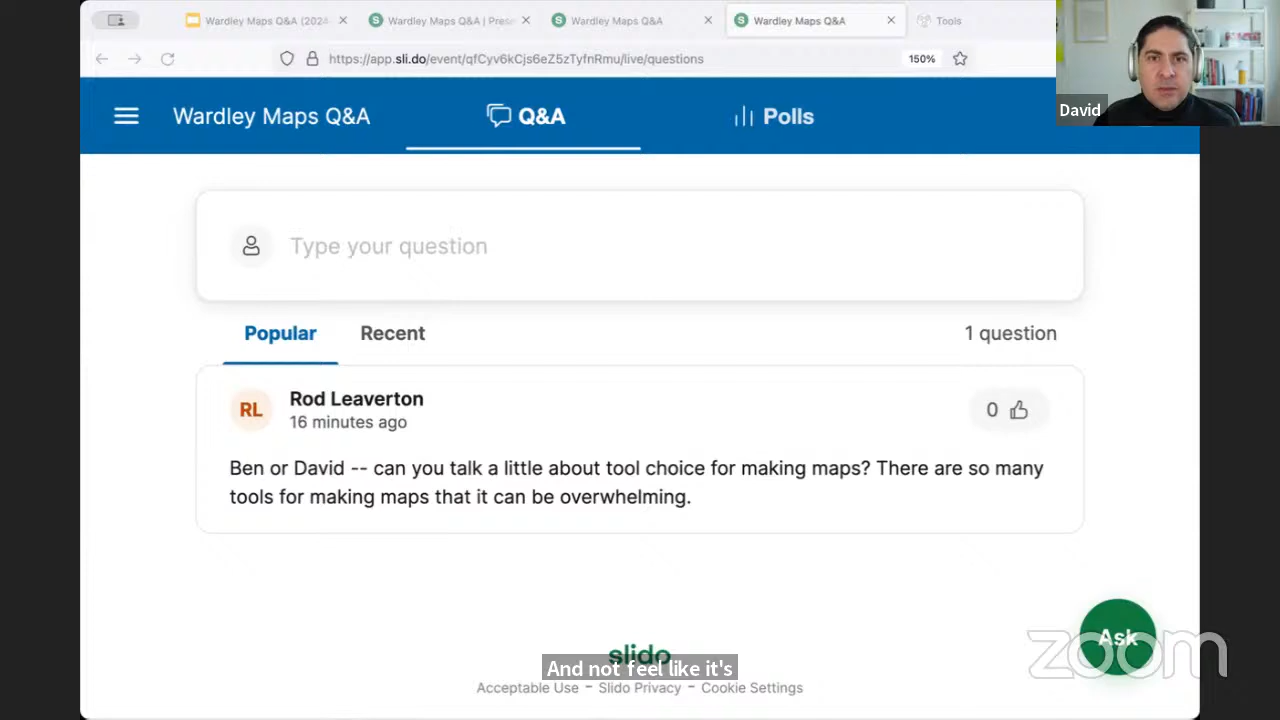 Wardley Maps Q&A (2024
Wardley Maps Q&A | Prese
Wardley Maps Q&A
Wardley Maps Q&A
Tools
https://app.sli.do/event/qfCyv6kCjs6eZ5zTyfnRmu/live/questions
150%
David
Wardley Maps Q&A
Q&A
Polls
Type your question
Popular
Recent
1 question
RL
Rod Leaverton
16 minutes ago
0
Ben or David -- can you talk a little about tool choice for making maps? There are so many
tools for making maps that it can be overwhelming.
Ask
zoom
slido
And not feel like it's
Acceptable Use - Slido Privacy - Cookie Settings